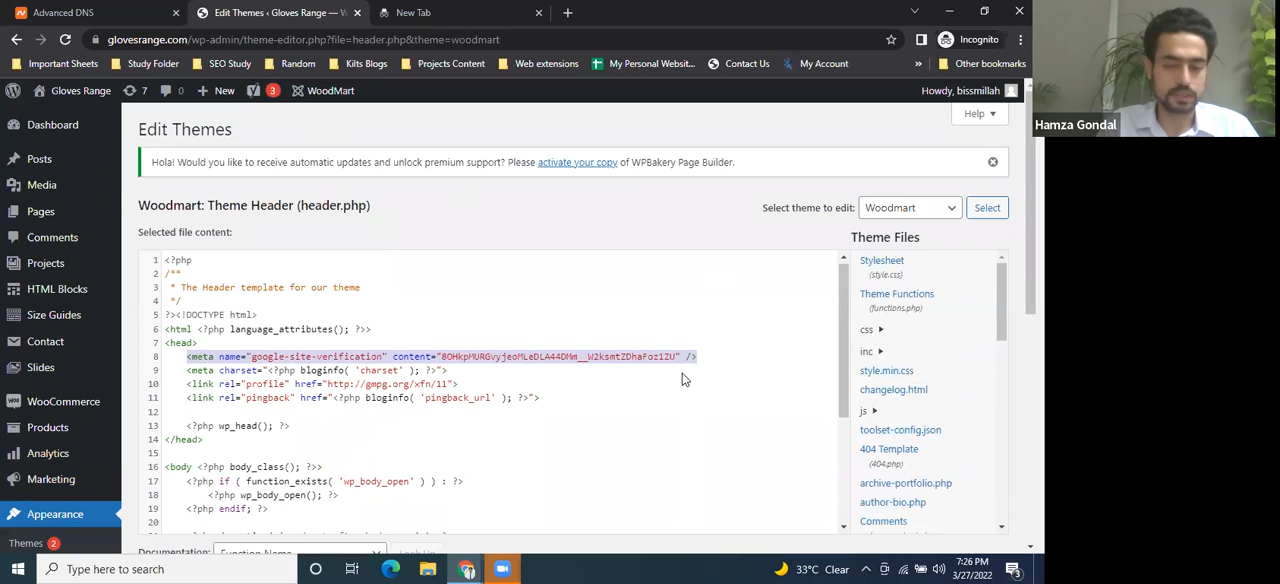 Advanced DNS
Edit Themes ‹ Gloves Range — W
New Tab
glovesrange.com/wp-admin/theme-editor.php?file=header.php&theme=woodmart
Incognito
Important Sheets
Study Folder
SEO Study
Random
Kilts Blogs
Projects Content
Web extensions
My Personal Websit...
Contact Us
My Account
»
Other bookmarks
Gloves Range
7
0
New
3
WoodMart
Howdy, bissmillah
Hamza Gondal
Dashboard
Posts
Media
Pages
Comments
Projects
HTML Blocks
Size Guides
Contact
Slides
WooCommerce
Products
Analytics
Marketing
Appearance
Themes 2
Help ▼
Edit Themes
Hola! Would you like to receive automatic updates and unlock premium support? Please activate your copy of WPBakery Page Builder.
Woodmart: Theme Header (header.php)
Select theme to edit:
Woodmart
Select
Selected file content:
1 <?php
2 /**
3 * The Header template for our theme
4 */
5 ?><!DOCTYPE html>
6 <html <?php language_attributes(); ?>>
7 <head>
8 <meta name="google-site-verification" content="8OHkpMURGvyjeoMLeDLA44DMm__W2ksmtZDhaFoz1ZU" />
9 <meta charset="<?php bloginfo( 'charset' ); ?>">
10 <link rel="profile" href="http://gmpg.org/xfn/11">
11 <link rel="pingback" href="<?php bloginfo( 'pingback_url' ); ?>">
12
13 <?php wp_head(); ?>
14 </head>
15
16 <body <?php body_class(); ?>>
17 <?php if ( function_exists( 'wp_body_open' ) ) : ?>
18 <?php wp_body_open(); ?>
19 <?php endif; ?>
20
Theme Files
Stylesheet
(style.css)
Theme Functions
(functions.php)
css ▸
inc ▸
style.min.css
changelog.html
js ▸
toolset-config.json
404 Template
(404.php)
archive-portfolio.php
author-bio.php
Comments
Documentation:
Function Name...
Look Up
Type here to search
33°C Clear
7:26 PM
3/27/2022
3